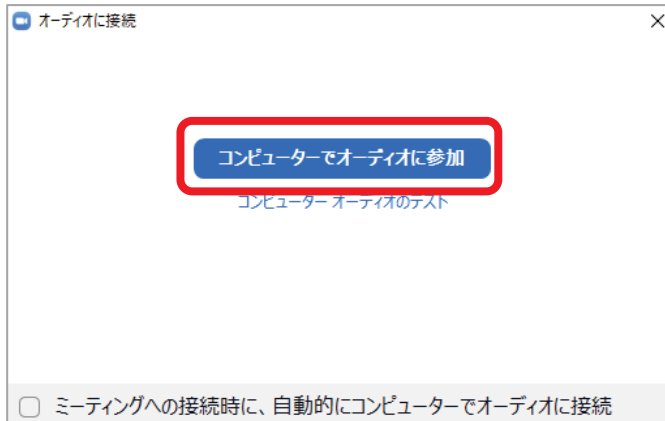 オーディオに接続
コンピューターでオーディオに参加
コンピューター オーディオのテスト
ミーティングへの接続時に、自動的にコンピューターでオーディオに接続